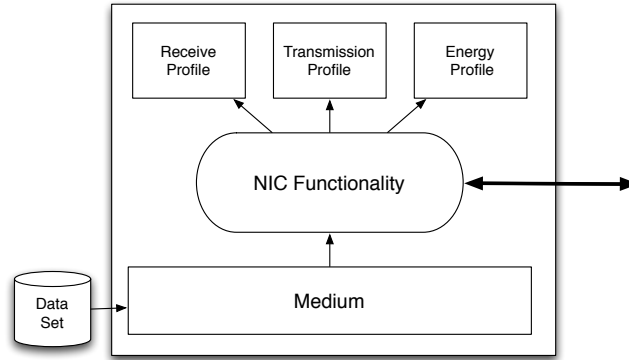 Receive
Profile
Transmission
Profile
Energy
Profile
NIC Functionality
Medium
Data
Set